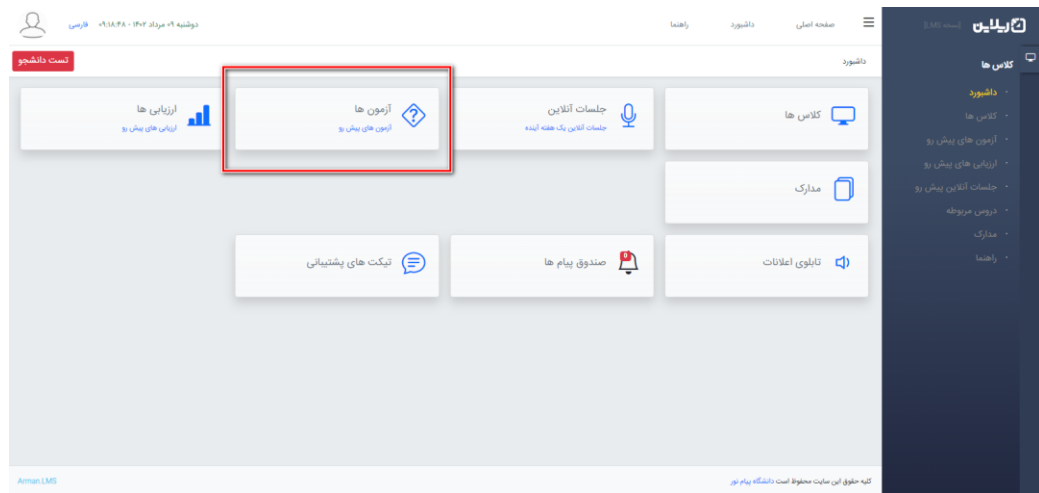 ریلاین [نسخه LMS]
کلاس ها
داشبورد
کلاس ها
آزمون های پیش رو
ارزیابی های پیش رو
جلسات آنلاین پیش رو
دروس مربوطه
مدارک
راهنما
صفحه اصلی داشبورد راهنما
دوشنبه ۰۹ مرداد ۱۴۰۲ - ۰۹:۱۸:۴۸ فارسی
داشبورد
تست دانشجو
کلاس ها
جلسات آنلاین
جلسات آنلاین یک هفته آینده
آزمون ها
آزمون های پیش رو
ارزیابی ها
ارزیابی های پیش رو
مدارک
تابلوی اعلانات
0
صندوق پیام ها
تیکت های پشتیبانی
کلیه حقوق این سایت محفوظ است دانشگاه پیام نور
Arman.LMS